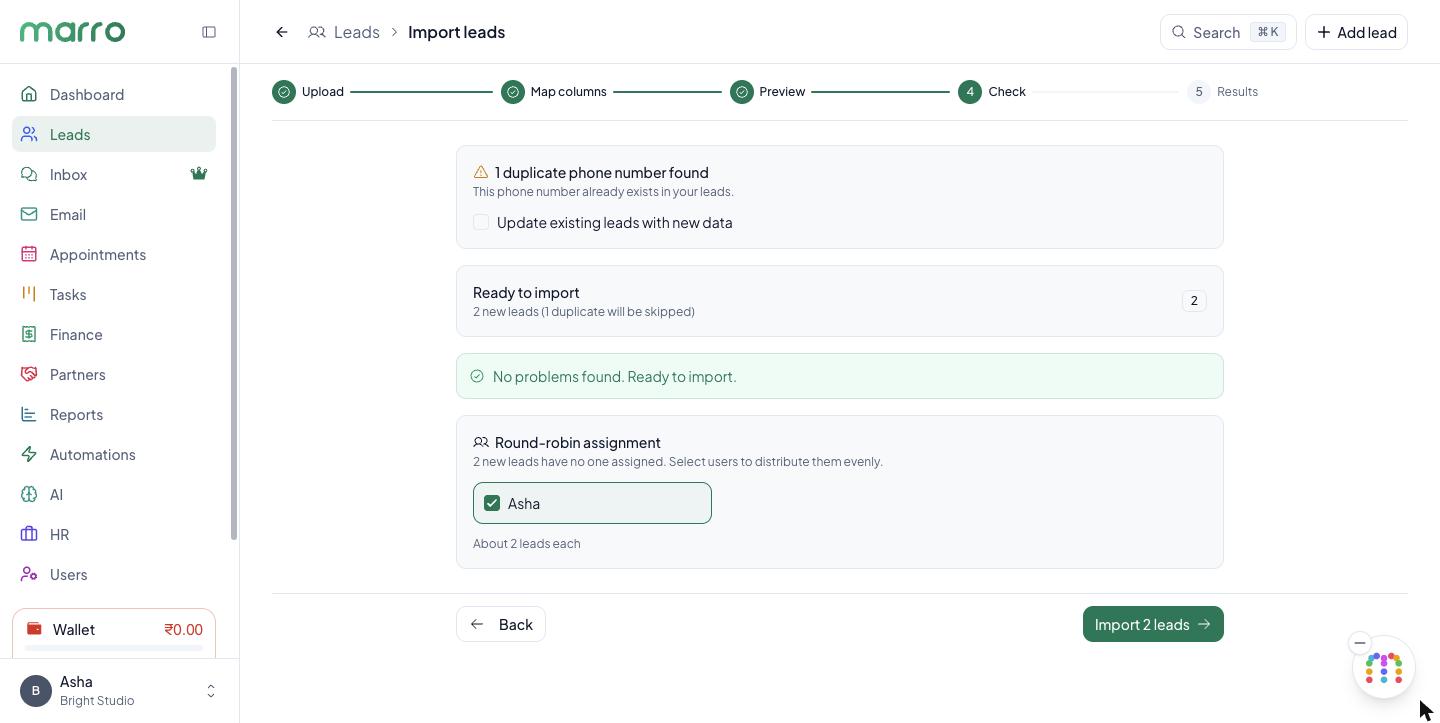 marro
Leads
Import leads
Search
⌘ K
Add lead
Dashboard
Leads
Inbox
Email
Appointments
Tasks
Finance
Partners
Reports
Automations
AI
HR
Users
Wallet
₹0.00
B
Asha
Bright Studio
Upload
Map columns
Preview
4
Check
5
Results
1 duplicate phone number found
This phone number already exists in your leads.
Update existing leads with new data
Ready to import
2 new leads (1 duplicate will be skipped)
2
No problems found. Ready to import.
Round-robin assignment
2 new leads have no one assigned. Select users to distribute them evenly.
Asha
About 2 leads each
Back
Import 2 leads